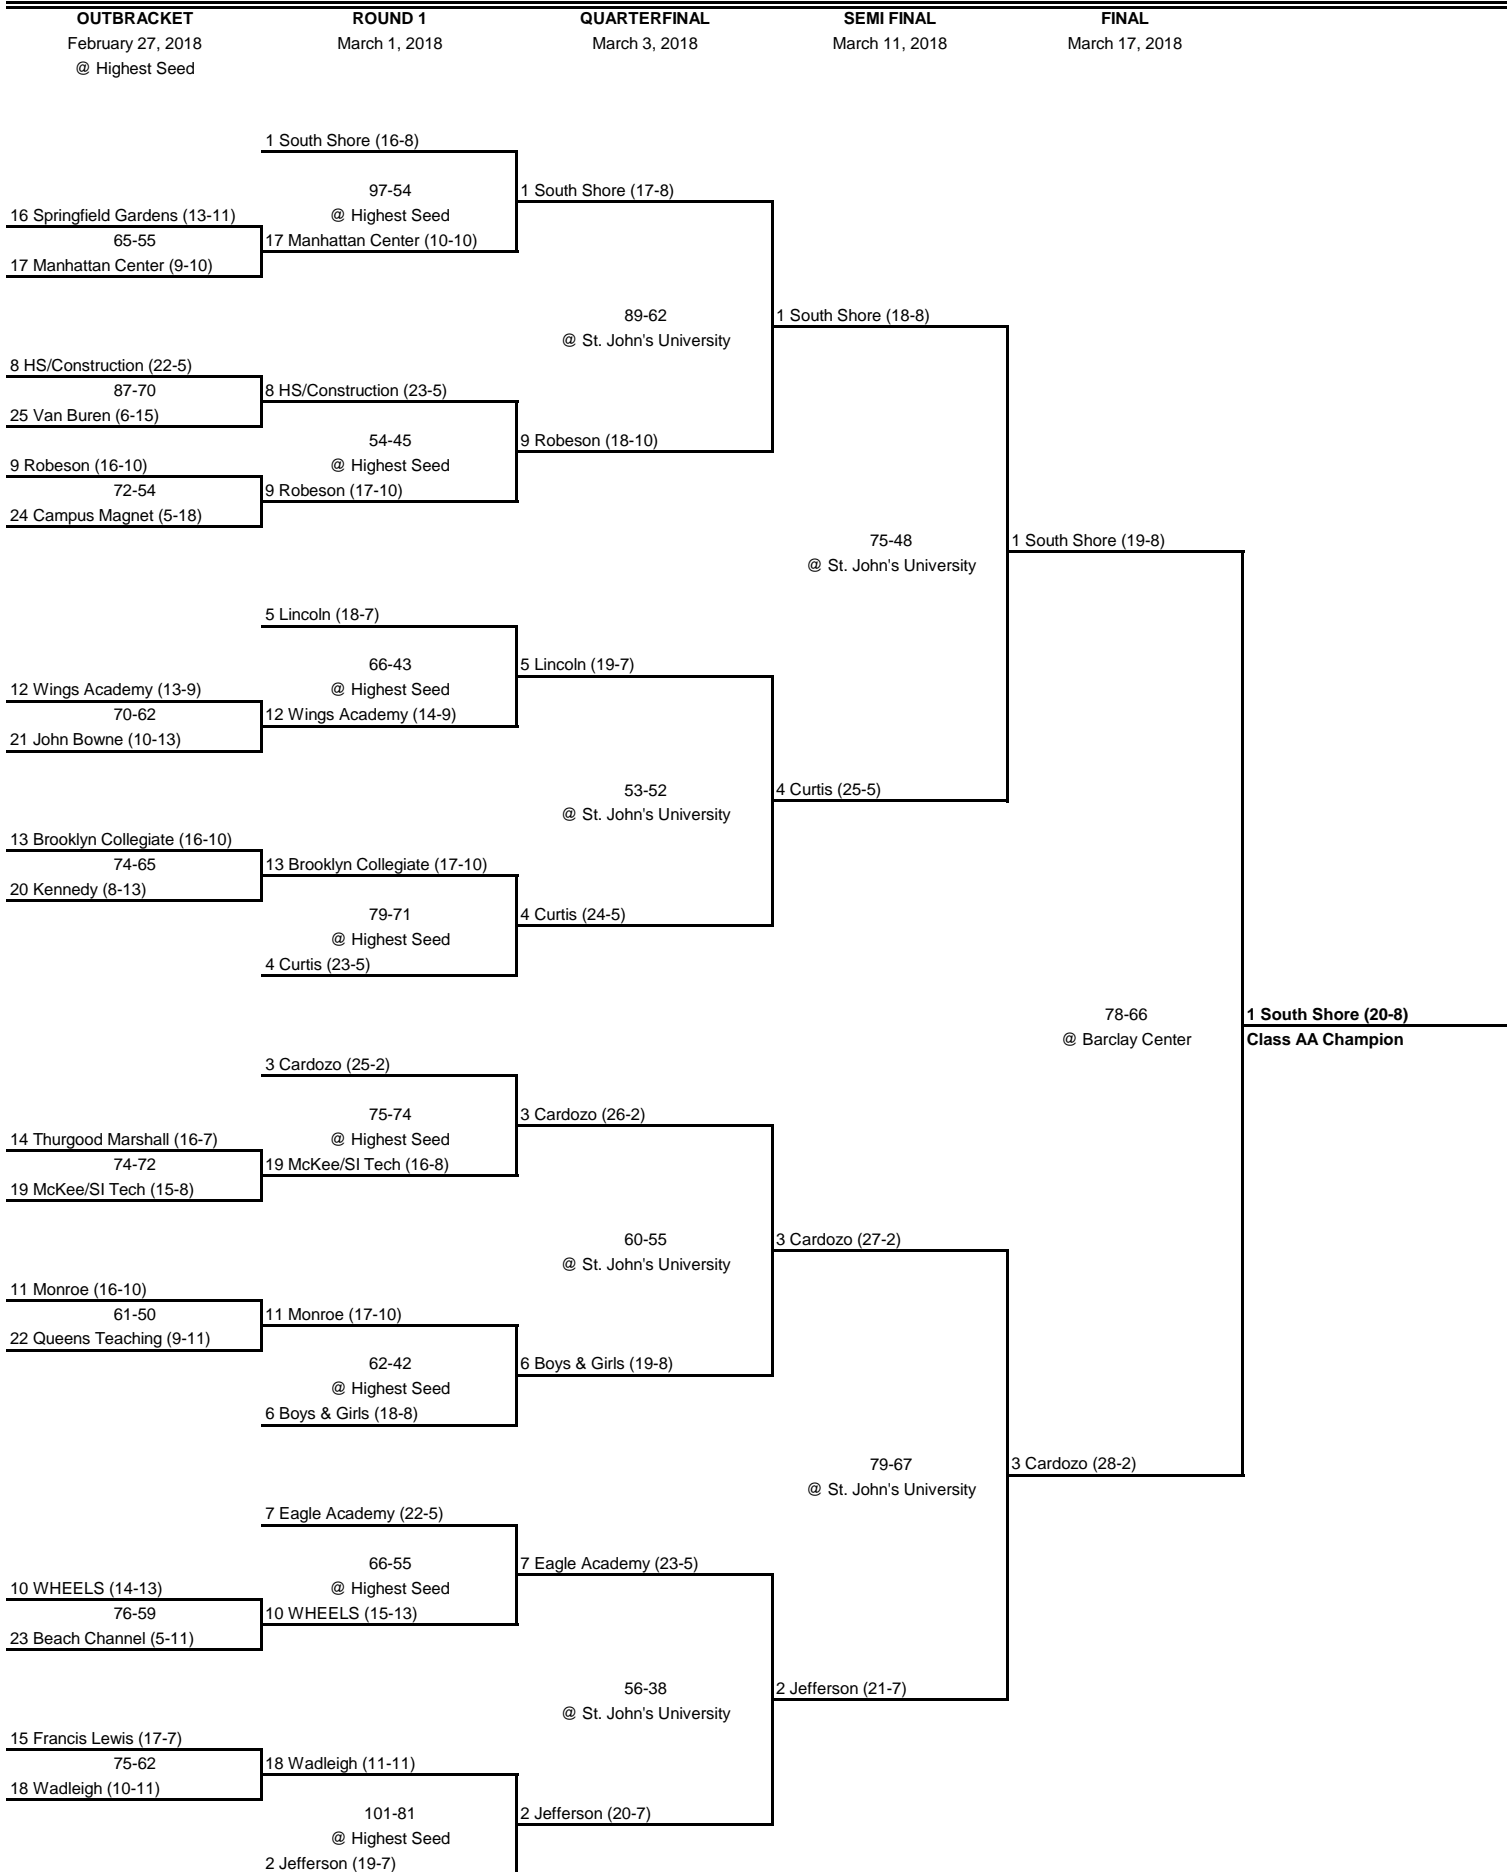 OUTBRACKET ROUND 1 QUARTERFINAL SEMI FINAL FINAL
February 27, 2018 March 1, 2018 March 3, 2018 March 11, 2018 March 17, 2018
@ Highest Seed
1 South Shore (16-8)
97-54 1 South Shore (17-8)
16 Springfield Gardens (13-11) @ Highest Seed
65-55 17 Manhattan Center (10-10)
17 Manhattan Center (9-10)
89-62 1 South Shore (18-8)
@ St. John's University
8 HS/Construction (22-5)
87-70 8 HS/Construction (23-5)
25 Van Buren (6-15)
54-45 9 Robeson (18-10)
9 Robeson (16-10) @ Highest Seed
72-54 9 Robeson (17-10)
24 Campus Magnet (5-18)
75-48 1 South Shore (19-8)
@ St. John's University
5 Lincoln (18-7)
66-43 5 Lincoln (19-7)
12 Wings Academy (13-9) @ Highest Seed
70-62 12 Wings Academy (14-9)
21 John Bowne (10-13)
53-52 4 Curtis (25-5)
@ St. John's University
13 Brooklyn Collegiate (16-10)
74-65 13 Brooklyn Collegiate (17-10)
20 Kennedy (8-13)
79-71 4 Curtis (24-5)
@ Highest Seed
4 Curtis (23-5)
78-66 1 South Shore (20-8)
@ Barclay Center Class AA Champion
3 Cardozo (25-2)
75-74 3 Cardozo (26-2)
14 Thurgood Marshall (16-7) @ Highest Seed
74-72 19 McKee/SI Tech (16-8)
19 McKee/SI Tech (15-8)
60-55 3 Cardozo (27-2)
@ St. John's University
11 Monroe (16-10)
61-50 11 Monroe (17-10)
22 Queens Teaching (9-11)
62-42 6 Boys & Girls (19-8)
@ Highest Seed
6 Boys & Girls (18-8)
79-67 3 Cardozo (28-2)
@ St. John's University
7 Eagle Academy (22-5)
66-55 7 Eagle Academy (23-5)
10 WHEELS (14-13) @ Highest Seed
76-59 10 WHEELS (15-13)
23 Beach Channel (5-11)
56-38 2 Jefferson (21-7)
@ St. John's University
15 Francis Lewis (17-7)
75-62 18 Wadleigh (11-11)
18 Wadleigh (10-11)
101-81 2 Jefferson (20-7)
@ Highest Seed
2 Jefferson (19-7)